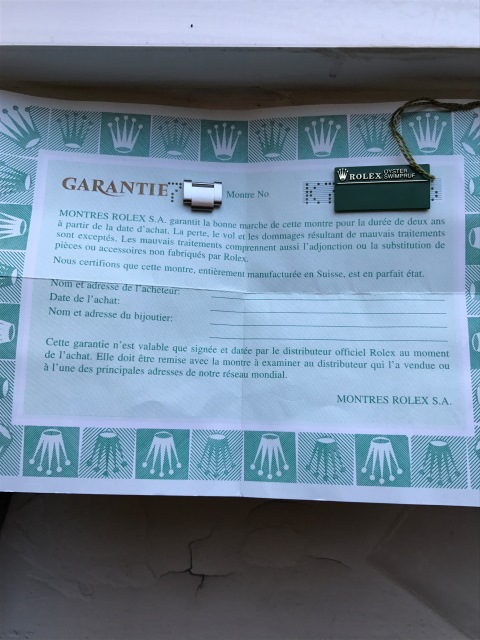 GARANTIE
Montre No
ROLEX OYSTER SWIMPRUF
MONTRES ROLEX S.A. garantit la bonne marche de cette montre pour la durée de deux ans
à partir de la date d'achat. La perte, le vol et les dommages résultant de mauvais traitements
sont exceptés. Les mauvais traitements comprennent aussi l'adjonction ou la substitution de
pièces ou accessoires non fabriqués par Rolex.
Nous certifions que cette montre, entièrement manufacturée en Suisse, est en parfait état.
Nom et adresse de l'acheteur:
Date de l'achat:
Nom et adresse du bijoutier:
Cette garantie n'est valable que signée et datée par le distributeur officiel Rolex au moment
de l'achat. Elle doit être remise avec la montre à examiner au distributeur qui l'a vendue ou
à l'une des principales adresses de notre réseau mondial.
MONTRES ROLEX S.A.